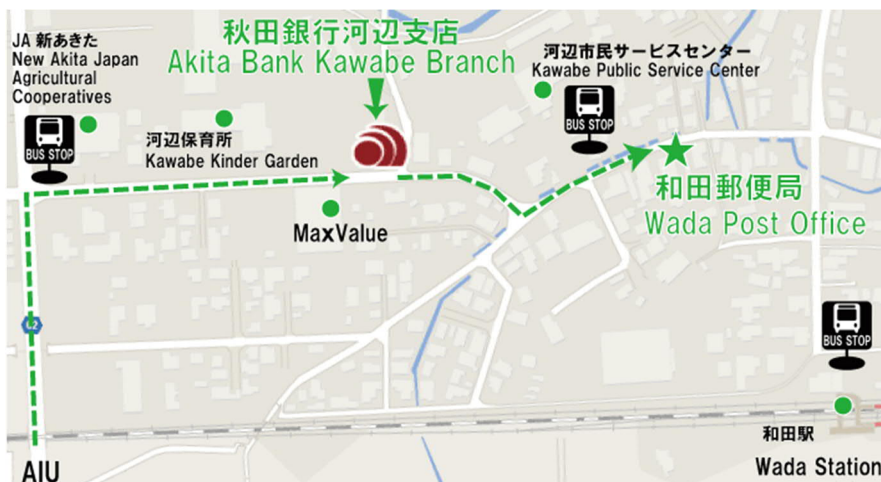 JA 新あきた
New Akita Japan
Agricultural
Cooperatives
BUS STOP
秋田銀行河辺支店
Akita Bank Kawabe Branch
河辺市民サービスセンター
Kawabe Public Service Center
BUS STOP
河辺保育所
Kawabe Kinder Garden
和田郵便局
Wada Post Office
MaxValue
62
BUS STOP
和田駅
Wada Station
AIU